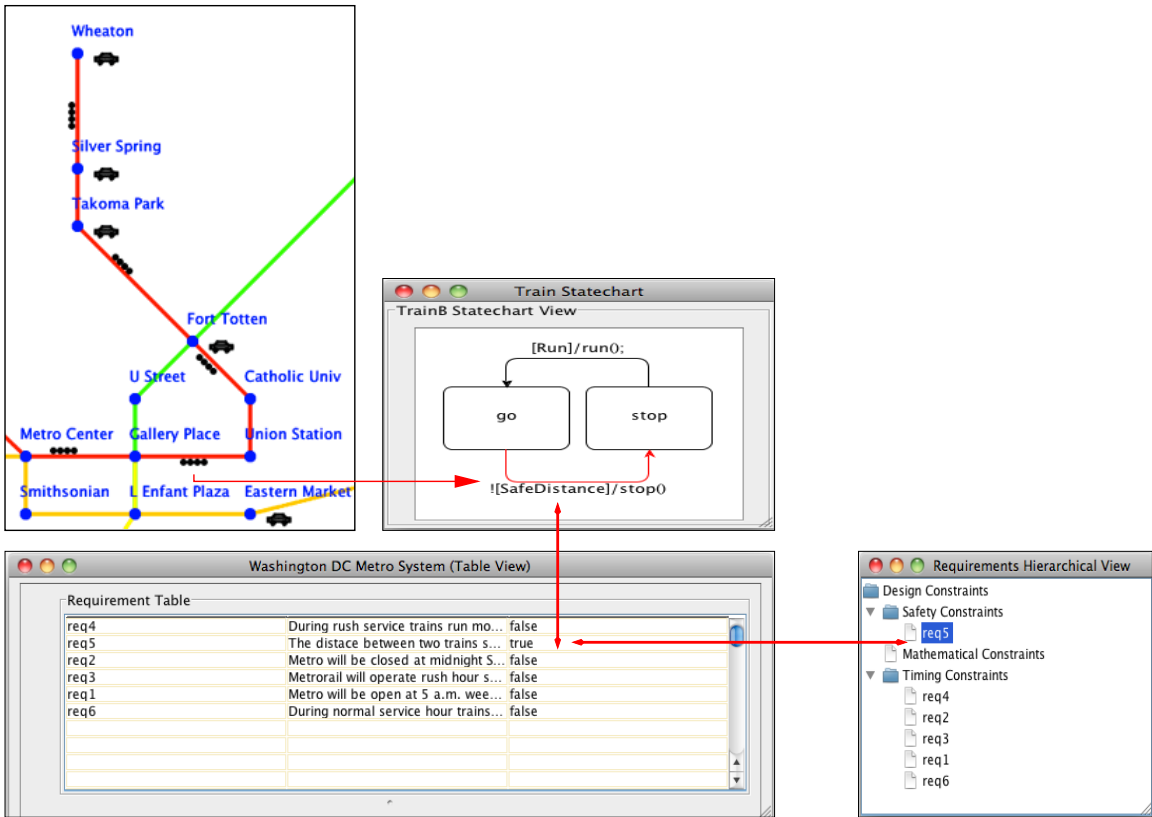 Wheaton
Silver Spring
Takoma Park
Fort Totten
U Street
Catholic Univ
Metro Center
Gallery Place
Union Station
Smithsonian
L Enfant Plaza
Eastern Market
Train Statechart
TrainB Statechart View
[Run]/run();
go
stop
![SafeDistance]/stop()
Washington DC Metro System (Table View)
Requirement Table
req4 During rush service trains run mo... false
req5 The distace between two trains s... true
req2 Metro will be closed at midnight S... false
req3 Metrorail will operate rush hour s... false
req1 Metro will be open at 5 a.m. wee... false
req6 During normal service hour trains... false
Requirements Hierarchical View
Design Constraints
Safety Constraints
req5
Mathematical Constraints
Timing Constraints
req4
req2
req3
req1
req6